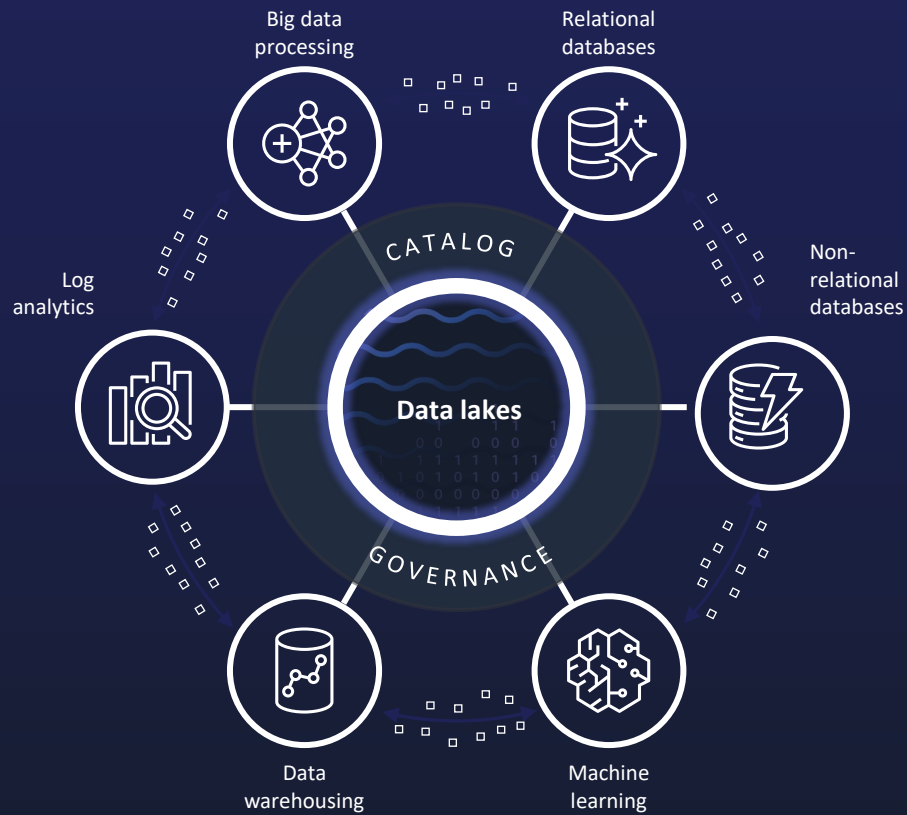 Big data
processing
Relational
databases
Log
analytics
Non-
relational
databases
CATALOG
Data lakes
GOVERNANCE
Data
warehousing
Machine
learning